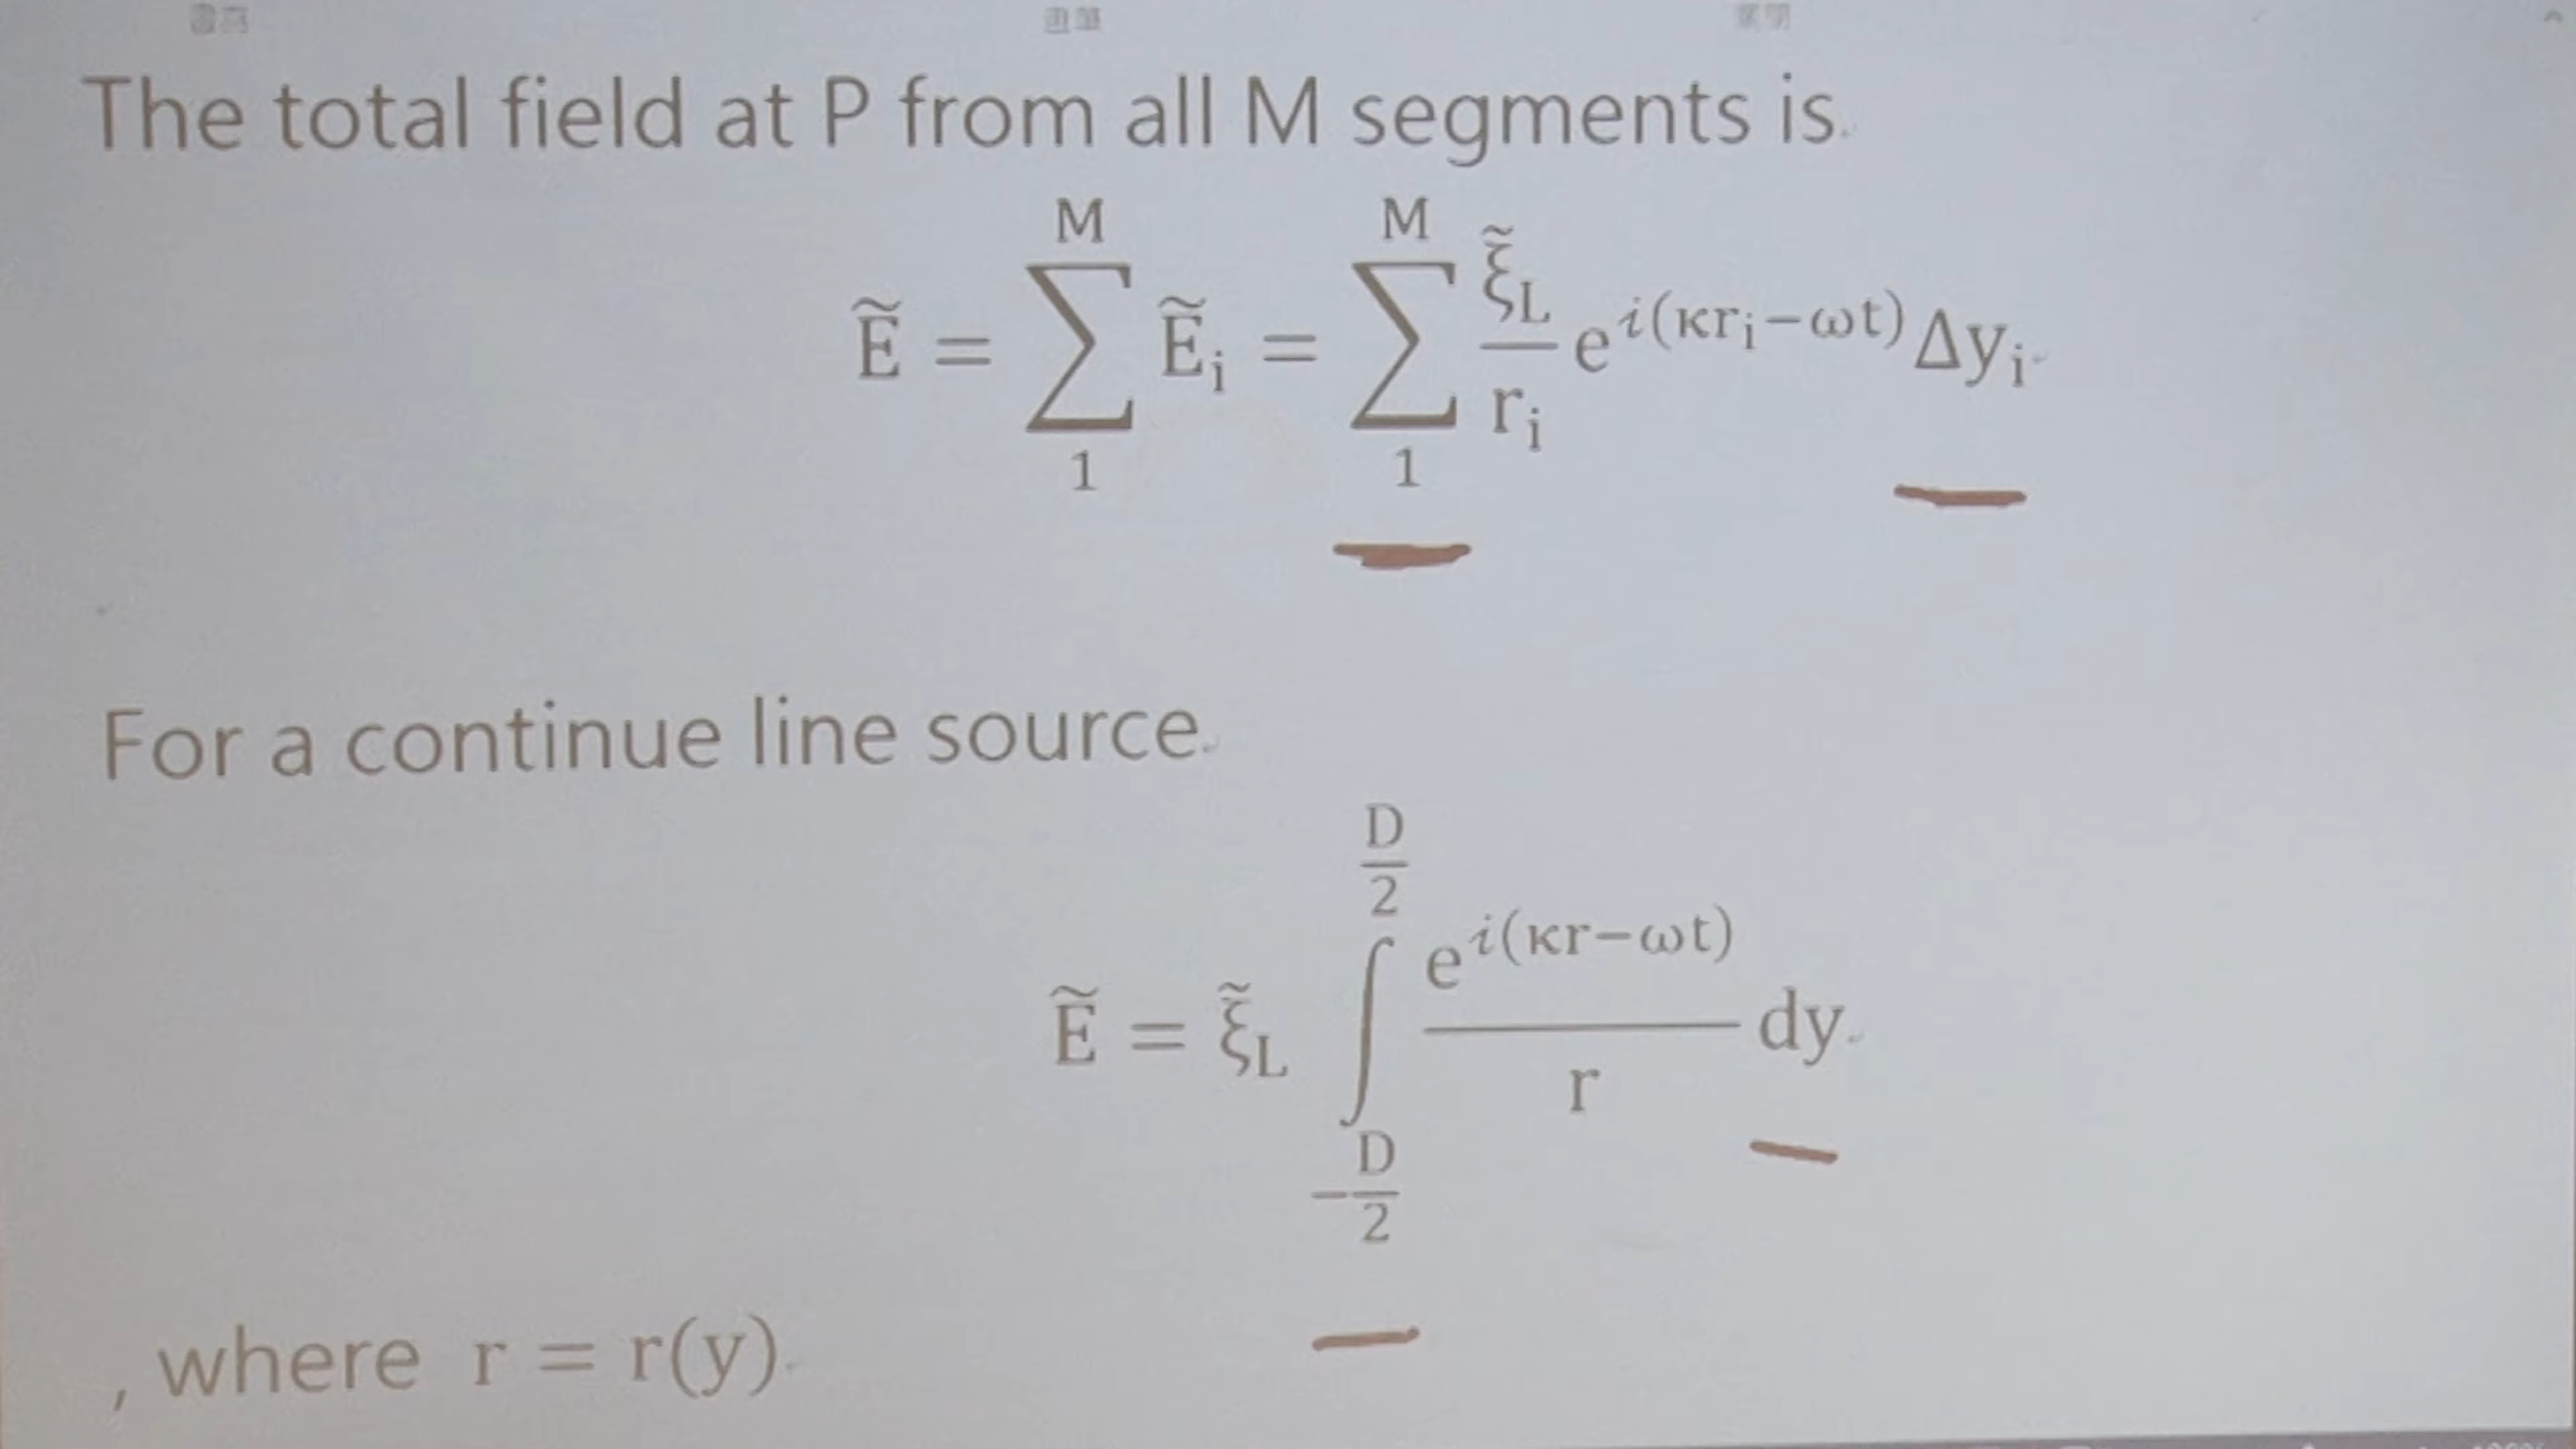 The total field at P from all M segments is
Ẽ = ∑₁ᴹ Ẽᵢ = ∑₁ᴹ (ξ̃_L / rᵢ) e^{i(κrᵢ−ωt)} Δyᵢ
For a continue line source
Ẽ = ξ̃_L ∫_{−D/2}^{D/2} (e^{i(κr−ωt)} / r) dy
, where r = r(y)